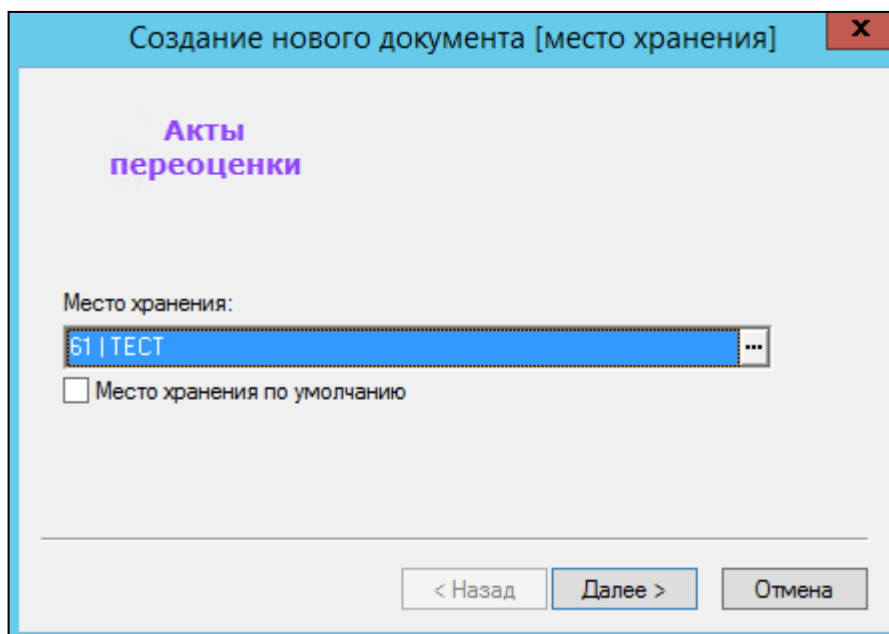 Создание нового документа [место хранения]
x
Акты
переоценки
Место хранения:
61 | ТЕСТ
...
Место хранения по умолчанию
< Назад
Далее >
Отмена